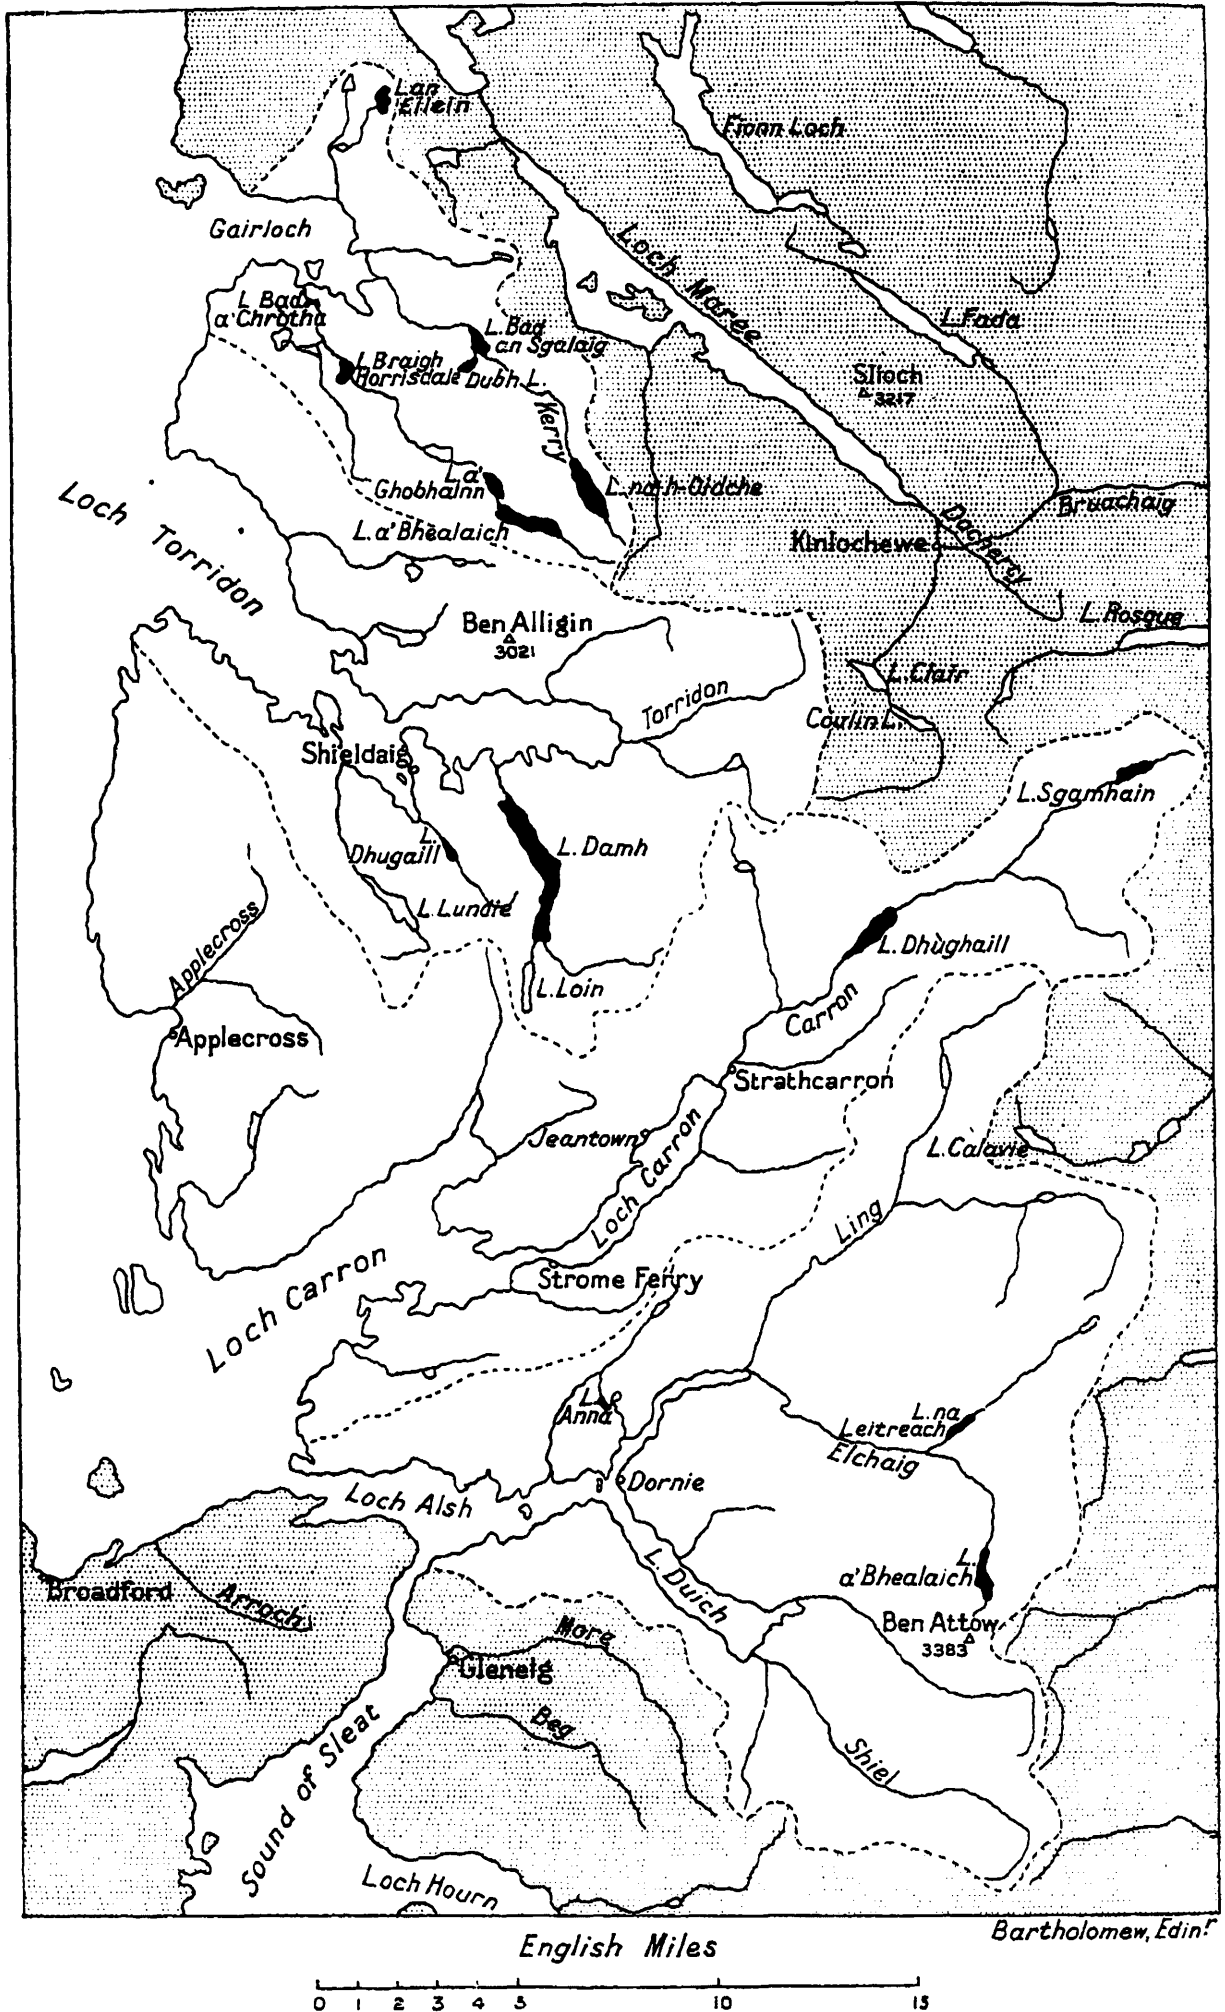 L.an
Eilein
Fionn Loch
Gairloch
Loch Maree
L. Bad
a'Chrotha
L. Bad
an Sgalaig
L. Fada
L. Braigh
Horrisdale
Dubh L.
Slioch
3217
Kerry
L. a'
Ghobhainn
L. na h-Oidche
Bruachaig
Loch Torridon
L. a' Bhealaich
Kinlochewe
Docherty
L. Rosque
Ben Alligin
3021
L. Clair
Torridon
Coulin L.
Shieldaig
L. Sgamhain
L.
Dhugaill
L. Damh
L. Lundie
Applecross
L. Dhùghaill
L. Loin
Carron
Applecross
Strathcarron
Jeantown
Loch Carron
L. Calavie
Ling
Loch Carron
Strome Ferry
L.
Anna
L. na
Leitreach
Elchaig
Dornie
Loch Alsh
L. Duich
L.
a'Bhealaich
Broadford
Arroch
More
Ben Attow
3383
Glenelg
Beg
Shiel
Sound of Sleat
Loch Hourn
Bartholomew, Edinr.
English Miles
0 1 2 3 4 5 10 15